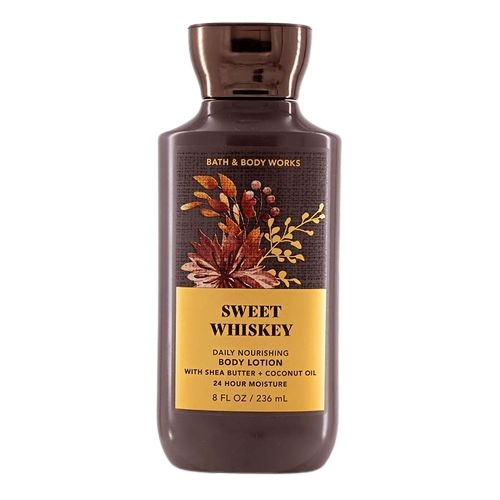 BATH & BODY WORKS
SWEET
WHISKEY
DAILY NOURISHING
BODY LOTION
WITH SHEA BUTTER + COCONUT OIL
24 HOUR MOISTURE
8 FL OZ / 236 mL